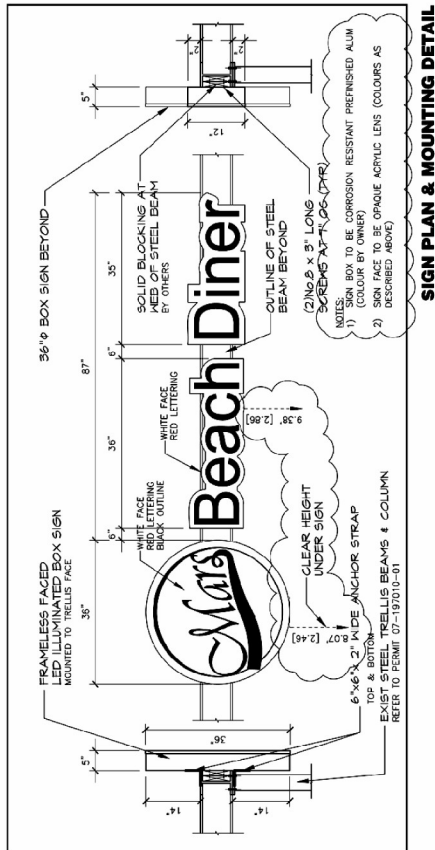 FRAMELESS FACED
LED ILLUMINATED BOX SIGN
MOUNTED TO TRELLIS FACE
36"⌀ BOX SIGN BEYOND
5"
36"
14"
14"
36"
6"
36"
87"
6"
35"
5"
2"
2"
12"
WHITE FACE
RED LETTERING
BLACK OUTLINE
WHITE FACE
RED LETTERING
SOLID BLOCKING AT
WEB OF STEEL BEAM
BY OTHERS
Mars
Beach Diner
OUTLINE OF STEEL
BEAM BEYOND
(2)No.8 x 3" LONG
SCREWS AT 4" OC (TYP)
CLEAR HEIGHT
UNDER SIGN
8.07' [2.46]
9.38' [2.86]
6"x6"x 2" WIDE ANCHOR STRAP
TOP & BOTTOM
EXIST STEEL TRELLIS BEAMS & COLUMN
REFER TO PERMIT 07-197010-01
NOTES:
1) SIGN BOX TO BE CORROSION RESISTANT PREFINISHED ALUM
(COLOUR BY OWNER)
2) SIGN FACE TO BE OPAQUE ACRYLIC LENS (COLOURS AS
DESCRIBED ABOVE)
SIGN PLAN & MOUNTING DETAIL